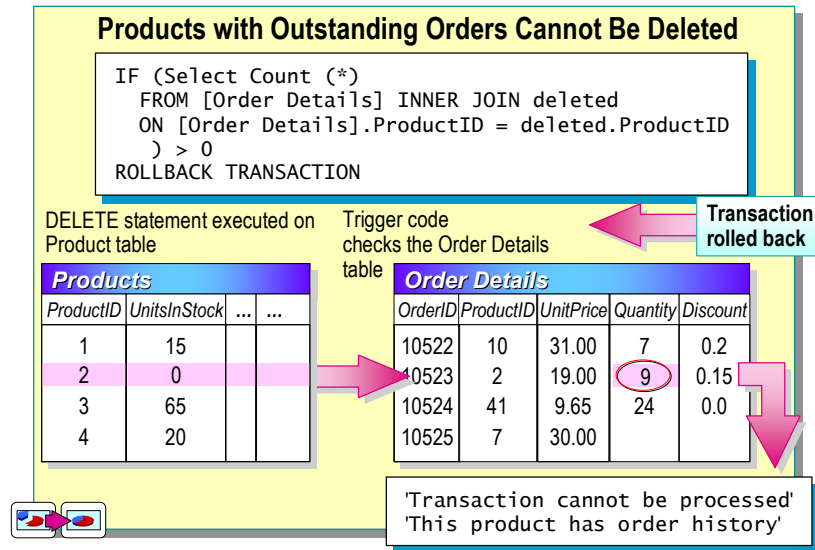 Products with Outstanding Orders Cannot Be Deleted
IF (Select Count (*)
FROM [Order Details] INNER JOIN deleted
ON [Order Details].ProductID = deleted.ProductID
) > 0
ROLLBACK TRANSACTION
DELETE statement executed on
Product table
Trigger code
checks the Order Details
table
Transaction
rolled back
Products
ProductID UnitsInStock ... ...
1 15
2 0
3 65
4 20
Order Details
OrderID ProductID UnitPrice Quantity Discount
10522 10 31.00 7 0.2
10523 2 19.00 9 0.15
10524 41 9.65 24 0.0
10525 7 30.00
'Transaction cannot be processed'
'This product has order history'